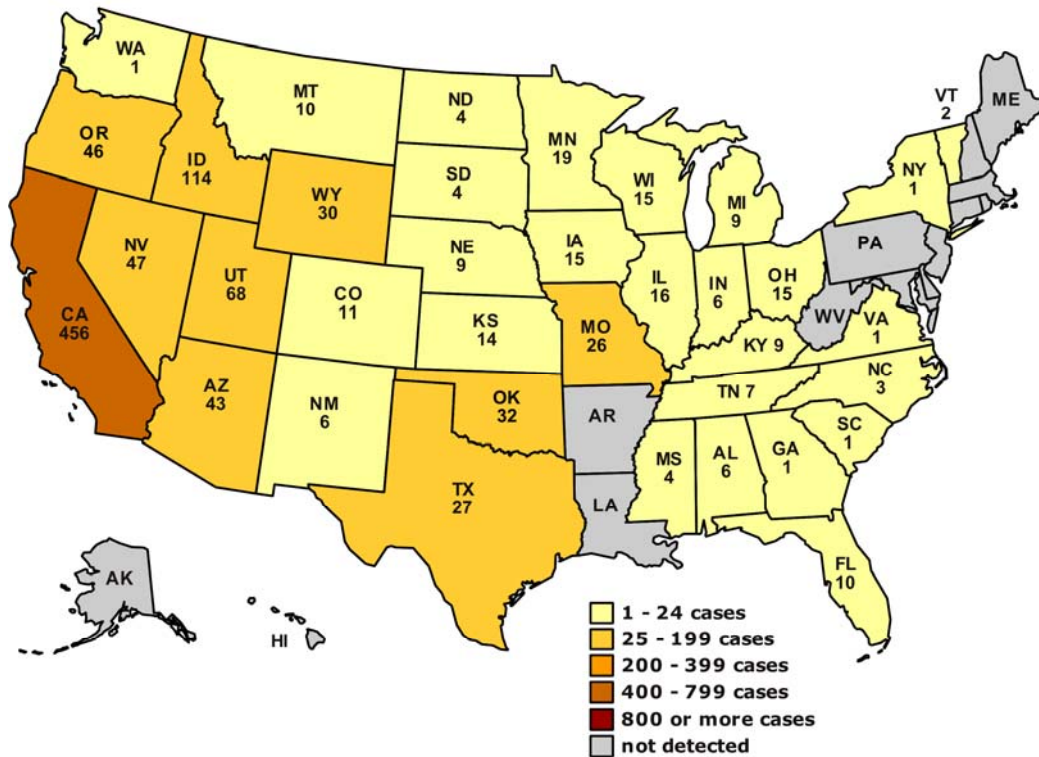 WA
1
MT
10
ND
4
MN
19
VT
2
ME
OR
46
ID
114
WY
30
SD
4
WI
15
MI
9
NY
1
NV
47
UT
68
CO
11
NE
9
IA
15
IL
16
IN
6
OH
15
PA
CA
456
KS
14
MO
26
KY 9
WV
VA
1
AZ
43
NM
6
OK
32
AR
TN 7
NC
3
SC
1
TX
27
LA
MS
4
AL
6
GA
1
FL
10
AK
HI
1 - 24 cases
25 - 199 cases
200 - 399 cases
400 - 799 cases
800 or more cases
not detected